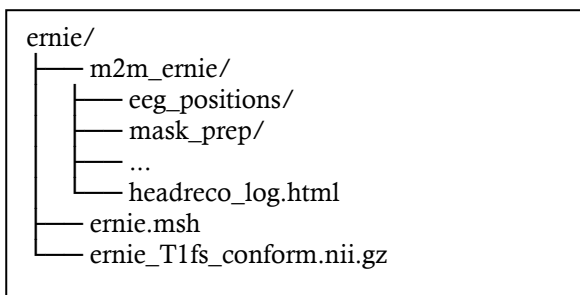 ernie/
├── m2m_ernie/
│   ├── eeg_positions/
│   ├── mask_prep/
│   ├── ...
│   └── headreco_log.html
├── ernie.msh
└── ernie_T1fs_conform.nii.gz